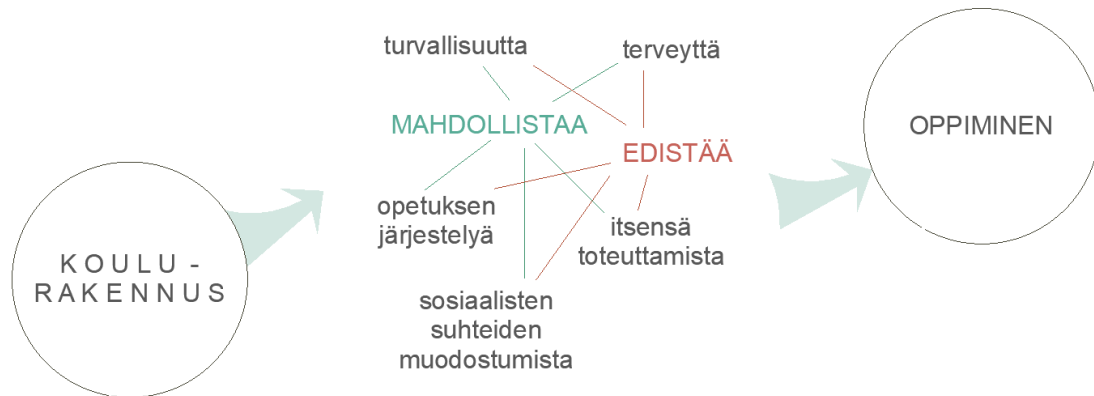 turvallisuutta
terveyttä
MAHDOLLISTAA
EDISTÄÄ
OPPIMINEN
opetuksen
järjestelyä
itsensä
toteuttamista
KOULU-
RAKENNUS
sosiaalisten
suhteiden
muodostumista